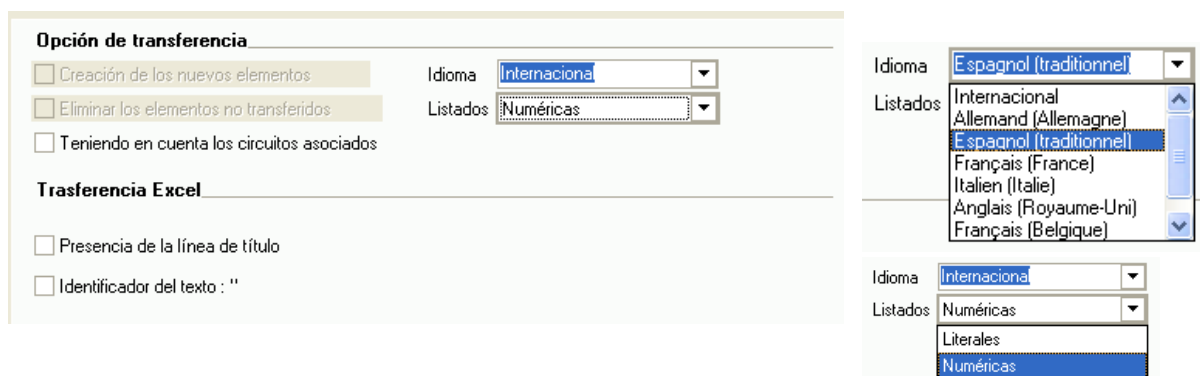 Opción de transferencia
Creación de los nuevos elementos
Idioma Internaciona
Eliminar los elementos no transferidos
Listados Numéricas
Teniendo en cuenta los circuitos asociados
Trasferencia Excel
Presencia de la línea de título
Identificador del texto : "
Idioma Espagnol (traditionnel)
Listados
Internacional
Allemand (Allemagne)
Espagnol (traditionnel)
Français (France)
Italien (Italie)
Anglais (Royaume-Uni)
Français (Belgique)
Idioma Internaciona
Listados Numéricas
Literales
Numéricas